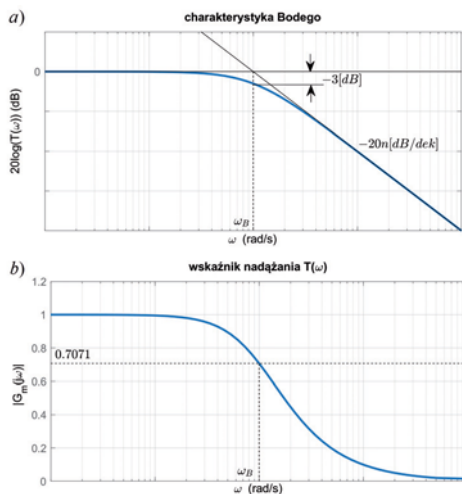 a)
charakterystyka Bodego
0
−3[dB]
−20n[dB/dek]
20log(T(ω)) (dB)
ω_B
ω (rad/s)
b)
wskaźnik nadążania T(ω)
1.2
1
0.8
0.7071
0.6
0.4
0.2
0
|G_m(jω)|
ω_B
ω (rad/s)